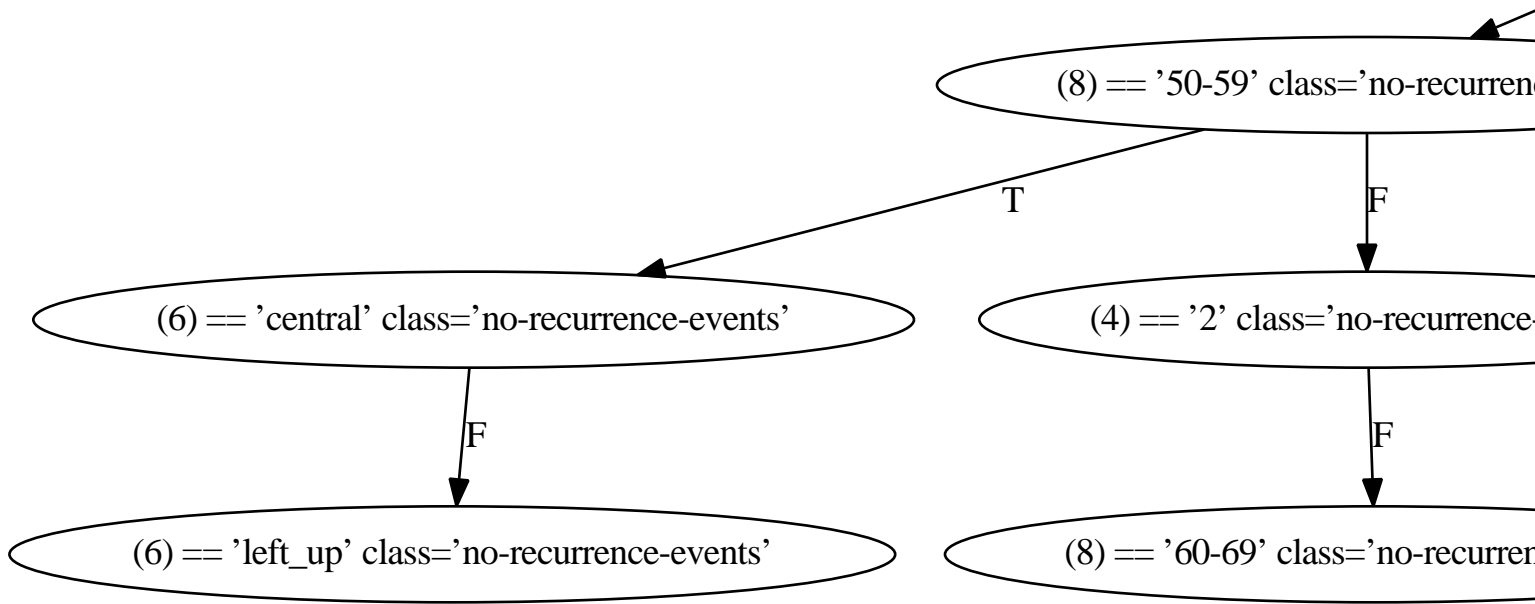 (8) == ’50-59’ class=’no-recurrenc
T
F
(6) == ’central’ class=’no-recurrence-events’
(4) == ’2’ class=’no-recurrence-
F
F
(6) == ’left_up’ class=’no-recurrence-events’
(8) == ’60-69’ class=’no-recurren